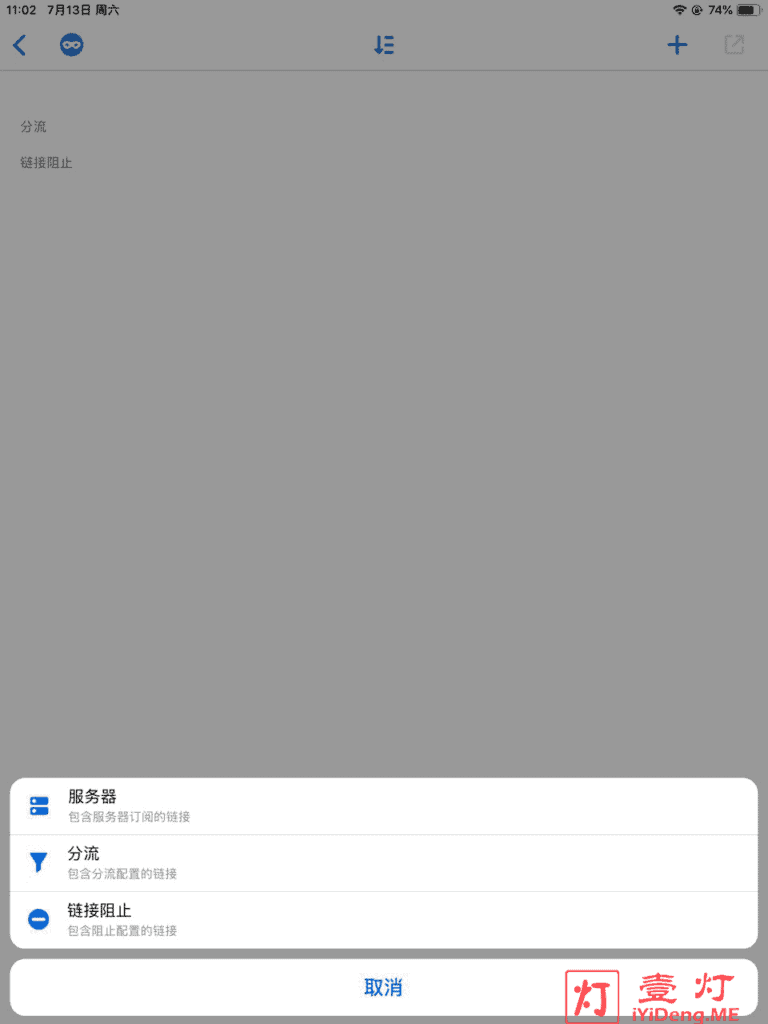 11:02 7月13日 周六 74%
分流
链接阻止
服务器
包含服务器订阅的链接
分流
包含分流配置的链接
链接阻止
包含阻止配置的链接
取消
灯 壹灯
iYiDenq.ME